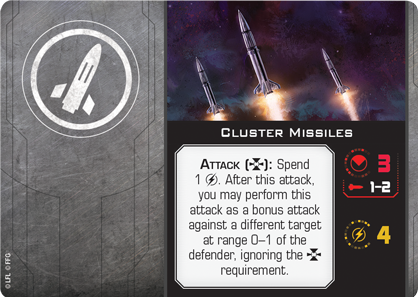 Cluster Missiles
Attack (): Spend
1 . After this attack,
you may perform this
attack as a bonus attack
against a different target
at range 0–1 of the
defender, ignoring the
requirement.
3
1–2
4
© LFL © FFG